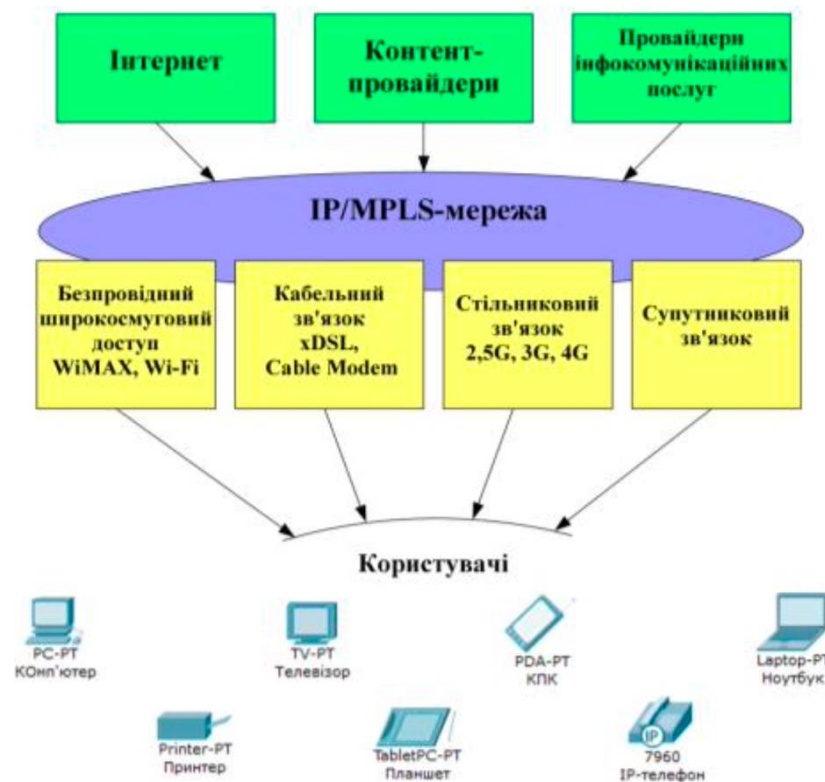 Інтернет
Контент-
провайдери
Провайдери
інфокомунікаційних
послуг
IP/MPLS-мережа
Безпровідний
широкосмуговий
доступ
WiMAX, Wi-Fi
Кабельний
зв'язок
xDSL,
Cable Modem
Стільниковий
зв'язок
2,5G, 3G, 4G
Супутниковий
зв'язок
Користувачі
PC-PT
КОнп'ютер
TV-PT
Телевізор
PDA-PT
КПК
Laptop-PT
Ноутбук
Printer-PT
Принтер
TabletPC-PT
Планшет
IP
7960
IP-телефон